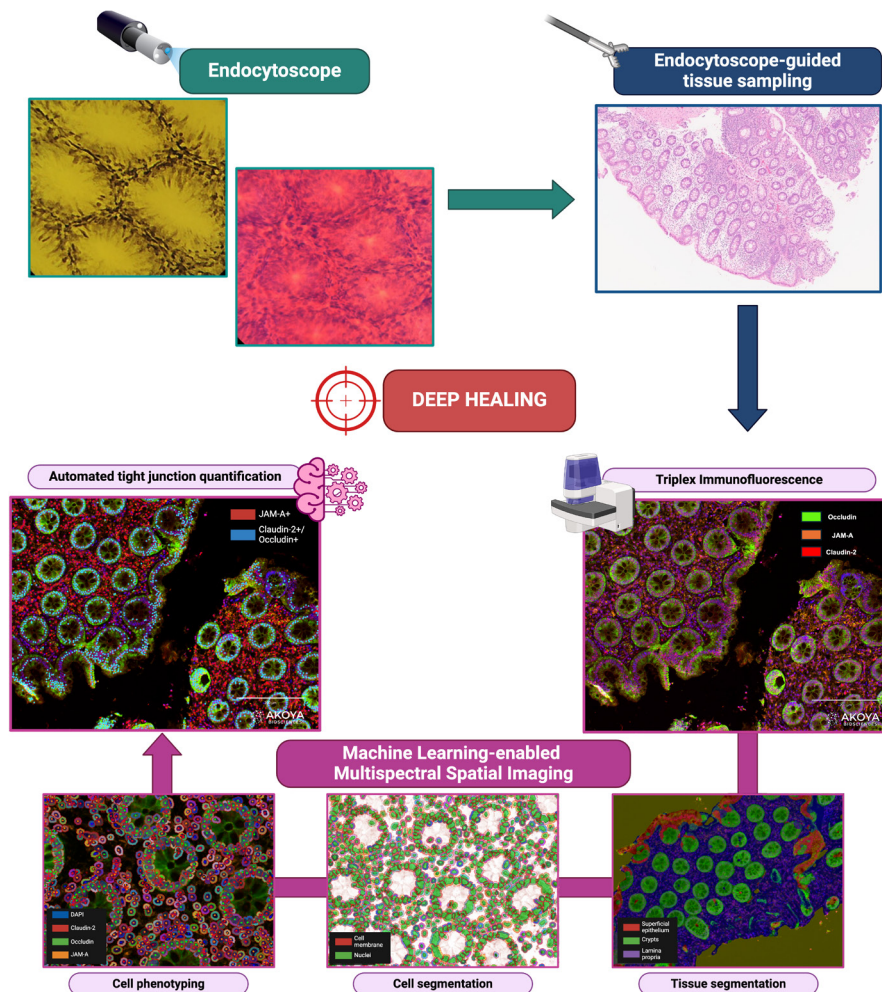 Endocytoscope
Endocytoscope-guided
tissue sampling
DEEP HEALING
Automated tight junction quantification
Triplex Immunofluorescence
JAM-A+
Claudin-2+/
Occludin+
AKOYA
Biosciences
Occludin
JAM-A
Claudin-2
AKOYA
Biosciences
Machine Learning-enabled
Multispectral Spatial Imaging
DAPI
Claudin-2
Occludin
JAM-A
Cell
membrane
Nuclei
Superficial
epithelium
Crypts
Lamina
propria
Cell phenotyping
Cell segmentation
Tissue segmentation